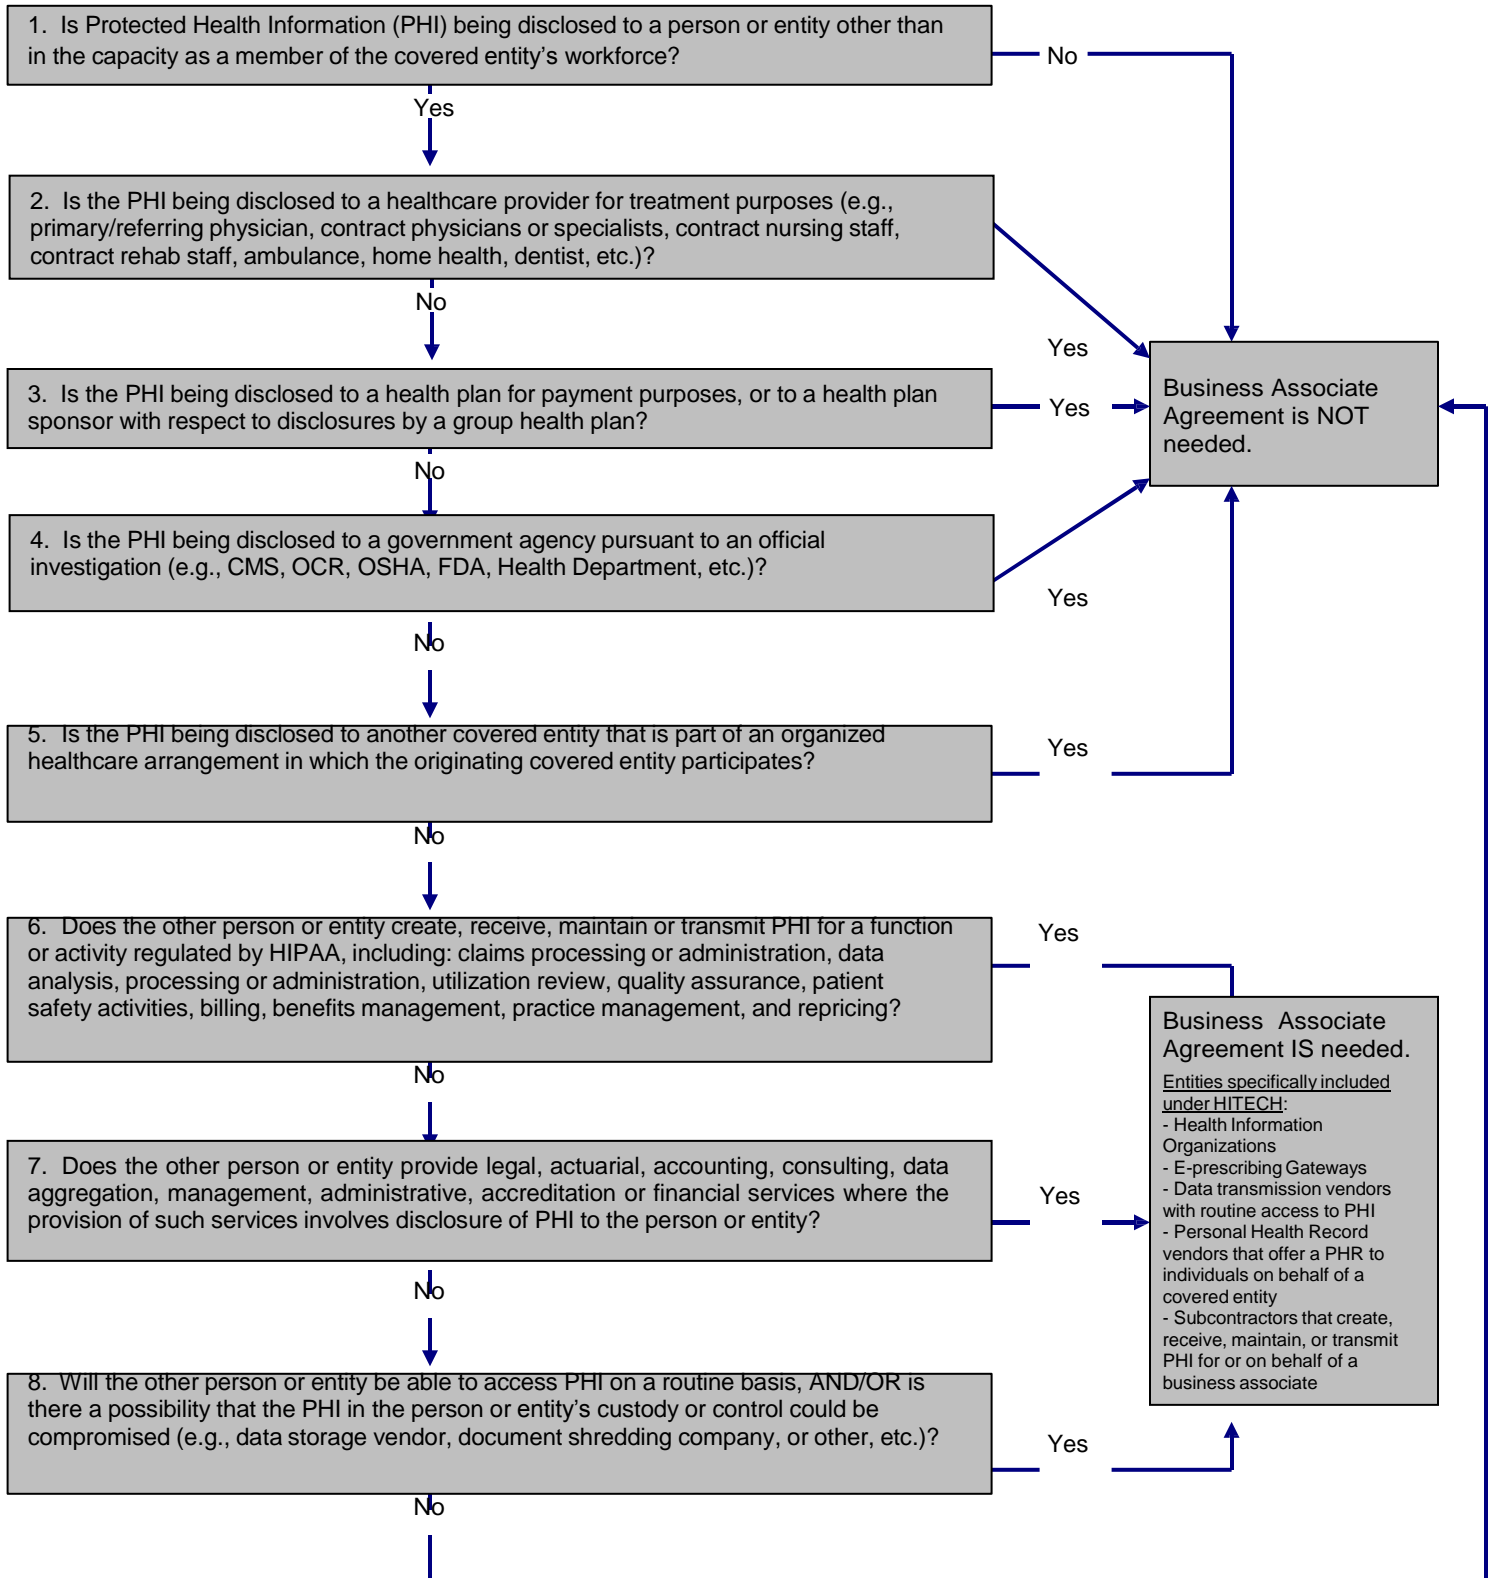 1. Is Protected Health Information (PHI) being disclosed to a person or entity other than
in the capacity as a member of the covered entity’s workforce?
No
Yes
2. Is the PHI being disclosed to a healthcare provider for treatment purposes (e.g.,
primary/referring physician, contract physicians or specialists, contract nursing staff,
contract rehab staff, ambulance, home health, dentist, etc.)?
No
Yes
3. Is the PHI being disclosed to a health plan for payment purposes, or to a health plan
sponsor with respect to disclosures by a group health plan?
Yes
Business Associate
Agreement is NOT
needed.
No
4. Is the PHI being disclosed to a government agency pursuant to an official
investigation (e.g., CMS, OCR, OSHA, FDA, Health Department, etc.)?
Yes
No
5. Is the PHI being disclosed to another covered entity that is part of an organized
healthcare arrangement in which the originating covered entity participates?
Yes
No
6. Does the other person or entity create, receive, maintain or transmit PHI for a function
or activity regulated by HIPAA, including: claims processing or administration, data
analysis, processing or administration, utilization review, quality assurance, patient
safety activities, billing, benefits management, practice management, and repricing?
Yes
No
Business Associate
Agreement IS needed.
Entities specifically included
under HITECH:
- Health Information
Organizations
- E-prescribing Gateways
- Data transmission vendors
with routine access to PHI
- Personal Health Record
vendors that offer a PHR to
individuals on behalf of a
covered entity
- Subcontractors that create,
receive, maintain, or transmit
PHI for or on behalf of a
business associate
7. Does the other person or entity provide legal, actuarial, accounting, consulting, data
aggregation, management, administrative, accreditation or financial services where the
provision of such services involves disclosure of PHI to the person or entity?
Yes
No
8. Will the other person or entity be able to access PHI on a routine basis, AND/OR is
there a possibility that the PHI in the person or entity’s custody or control could be
compromised (e.g., data storage vendor, document shredding company, or other, etc.)?
Yes
No